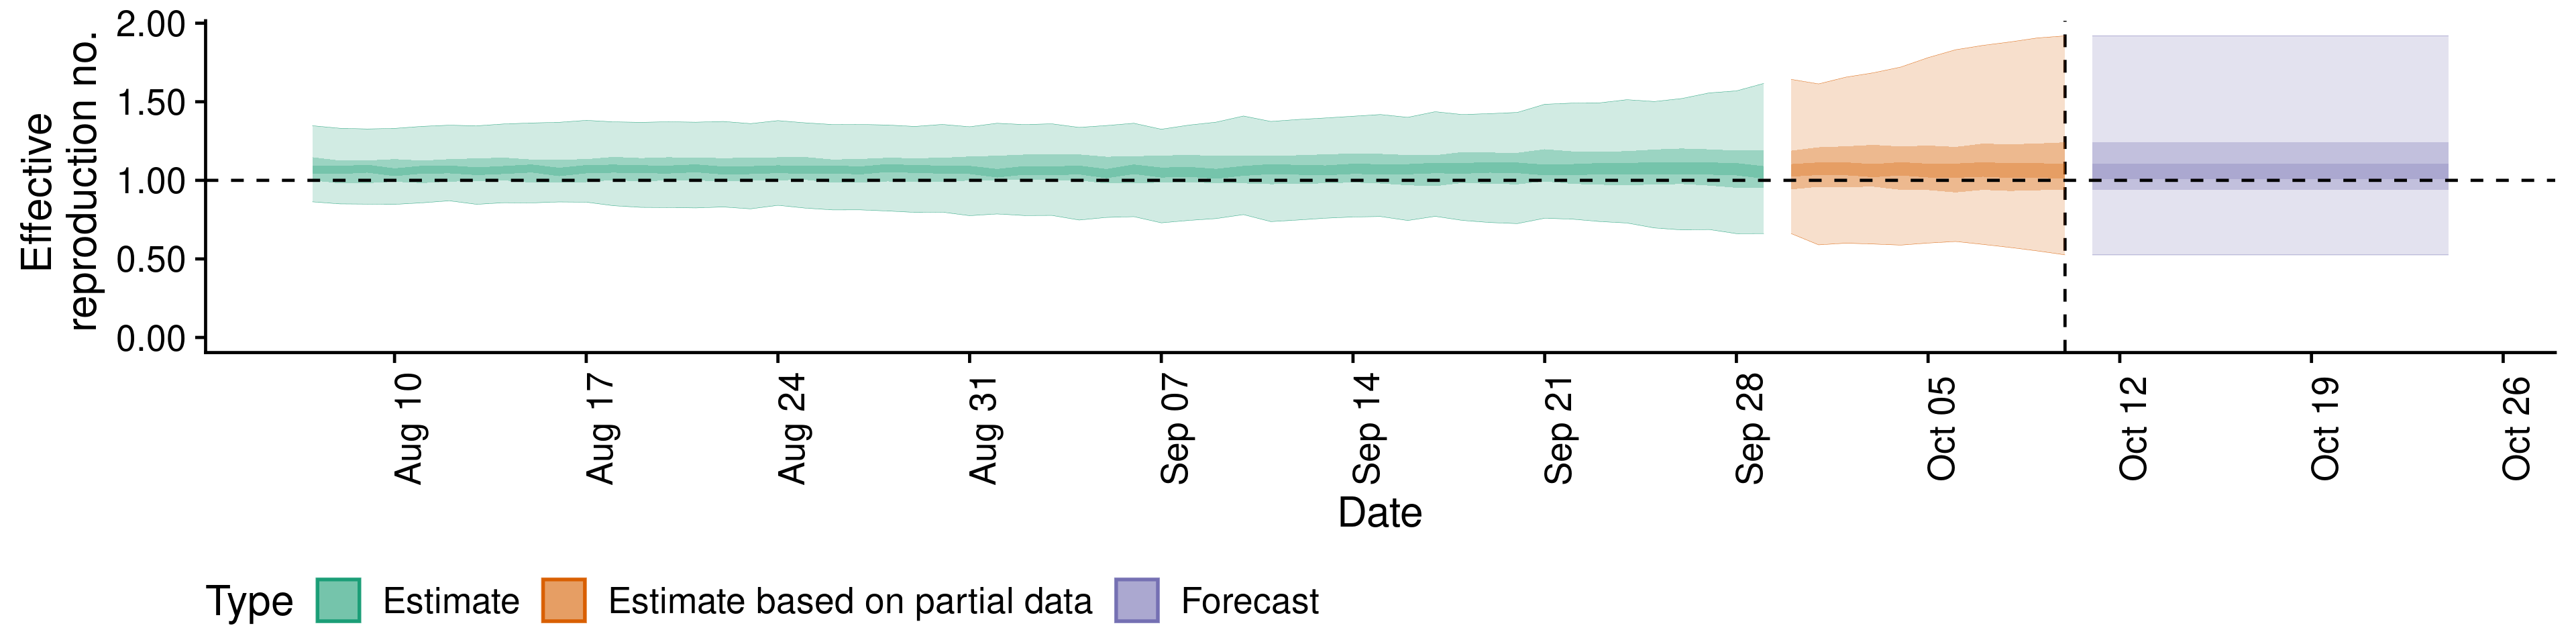 Effective
reproduction no.
2.00
1.50
1.00
0.50
0.00
Aug 10
Aug 17
Aug 24
Aug 31
Sep 07
Sep 14
Sep 21
Sep 28
Oct 05
Oct 12
Oct 19
Oct 26
Date
Type Estimate Estimate based on partial data Forecast